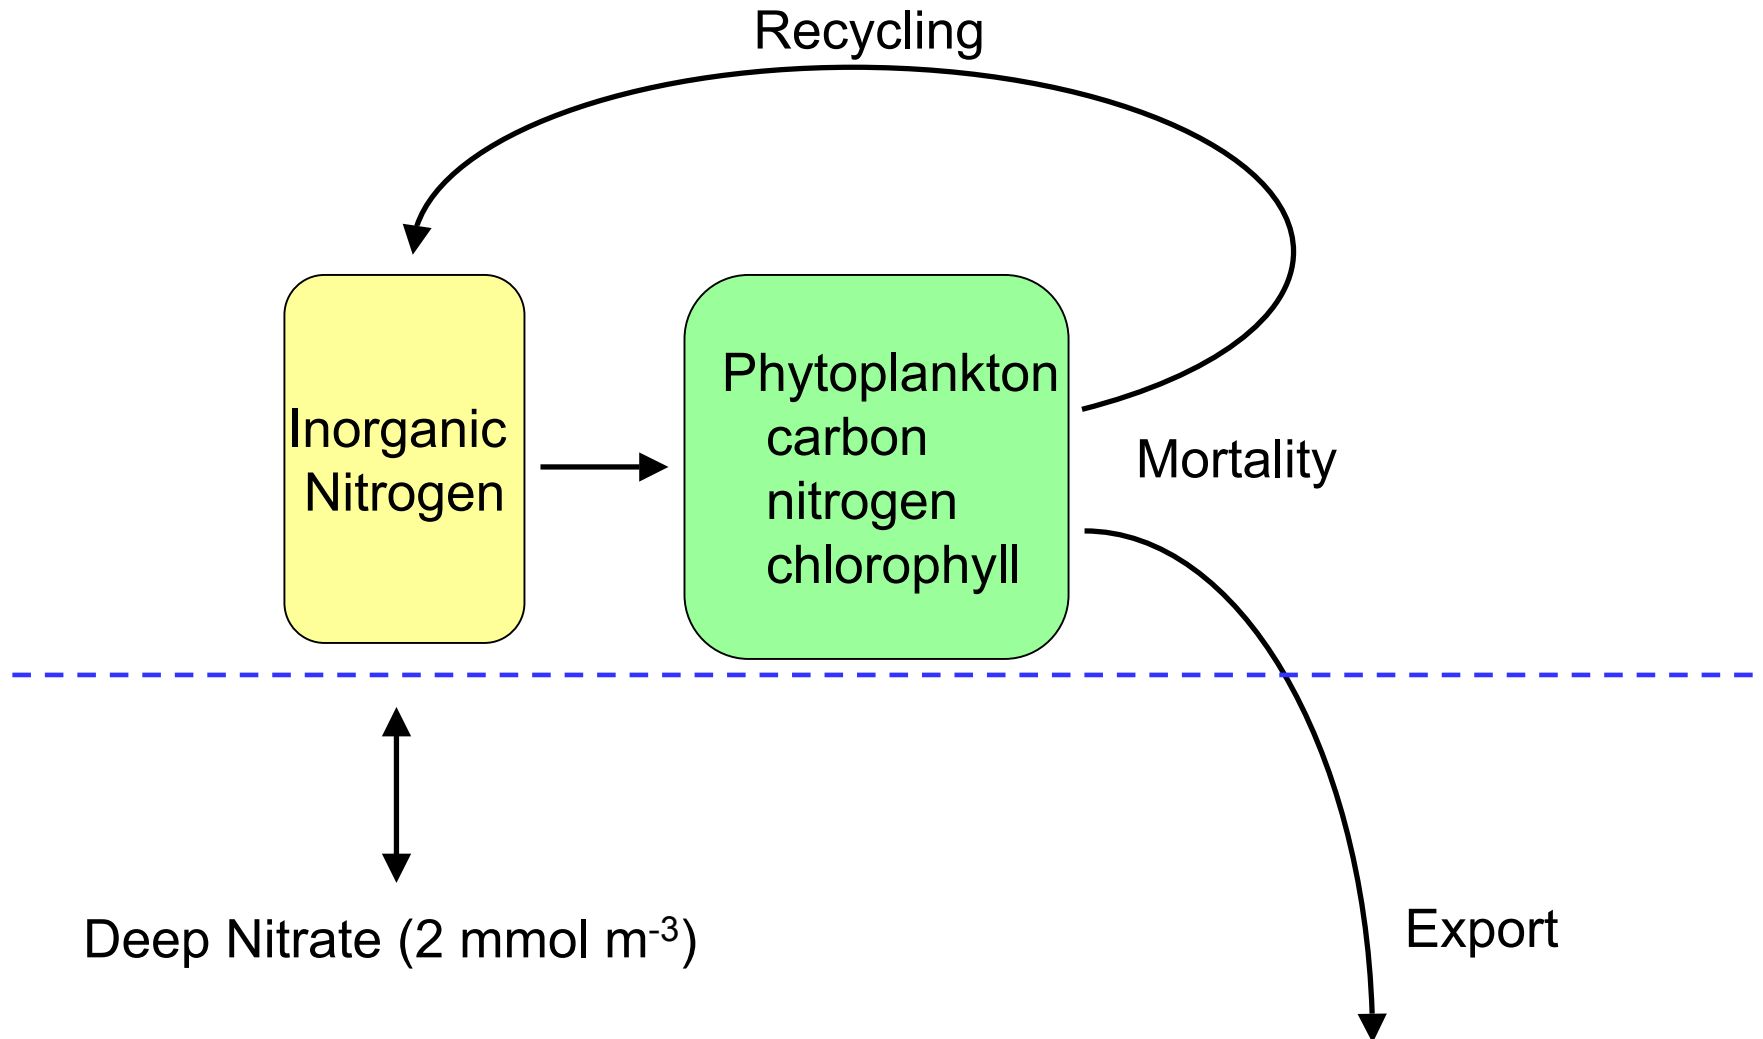 Recycling
Inorganic
Nitrogen
Phytoplankton
carbon
nitrogen
chlorophyll
Mortality
Deep Nitrate (2 mmol m⁻³)
Export